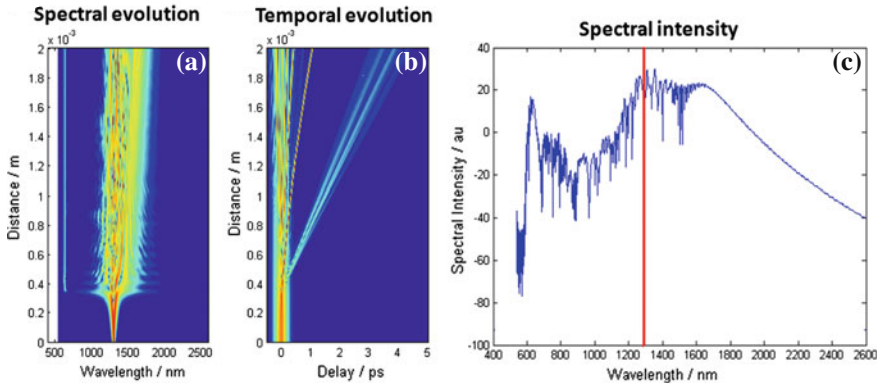 Spectral evolution
Temporal evolution
Spectral intensity
x 10⁻³
2
1.8
1.6
1.4
1.2
1
0.8
0.6
0.4
0.2
0
Distance / m
(a)
500 1000 1500 2000 2500
Wavelength / nm
x 10⁻³
2
1.8
1.6
1.4
1.2
1
0.8
0.6
0.4
0.2
0
Distance / m
(b)
0 1 2 3 4 5
Delay / ps
40
20
0
-20
-40
-60
-80
-100
Spectral Intensity / au
(c)
400 600 800 1000 1200 1400 1600 1800 2000 2200 2400 2600
Wavelength / nm